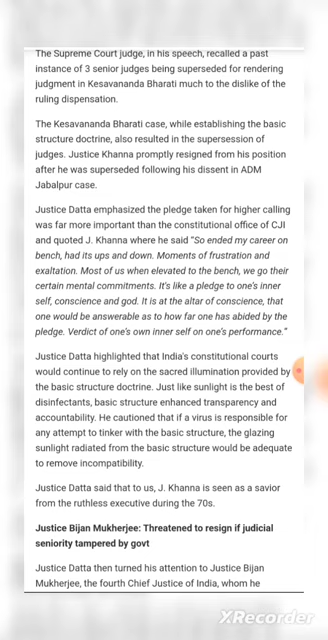 The Supreme Court judge, in his speech, recalled a past
instance of 3 senior judges being superseded for rendering
judgment in Kesavananda Bharati much to the dislike of the
ruling dispensation.
The Kesavananda Bharati case, while establishing the basic
structure doctrine, also resulted in the supersession of
judges. Justice Khanna promptly resigned from his position
after he was superseded following his dissent in ADM
Jabalpur case.
Justice Datta emphasized the pledge taken for higher calling
was far more important than the constitutional office of CJI
and quoted J. Khanna where he said “So ended my career on
bench, had its ups and down. Moments of frustration and
exaltation. Most of us when elevated to the bench, we go their
certain mental commitments. It's like a pledge to one’s inner
self, conscience and god. It is at the altar of conscience, that
one would be answerable as to how far one has abided by the
pledge. Verdict of one’s own inner self on one’s performance.”
Justice Datta highlighted that India's constitutional courts
would continue to rely on the sacred illumination provided by
the basic structure doctrine. Just like sunlight is the best of
disinfectants, basic structure enhanced transparency and
accountability. He cautioned that if a virus is responsible for
any attempt to tinker with the basic structure, the glazing
sunlight radiated from the basic structure would be adequate
to remove incompatibility.
Justice Datta said that to us, J. Khanna is seen as a savior
from the ruthless executive during the 70s.
Justice Bijan Mukherjee: Threatened to resign if judicial
seniority tampered by govt
Justice Datta then turned his attention to Justice Bijan
Mukherjee, the fourth Chief Justice of India, whom he
XRecorder